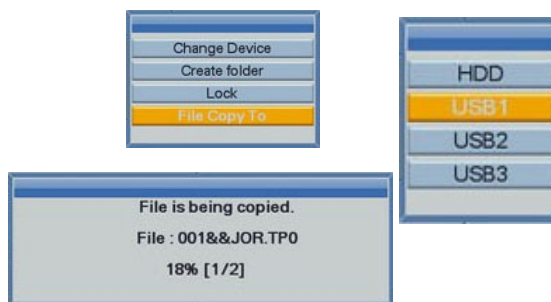 Change Device
Create folder
Lock
File Copy To
HDD
USB1
USB2
USB3
File is being copied.
File : 001&&JOR.TP0
18% [1/2]